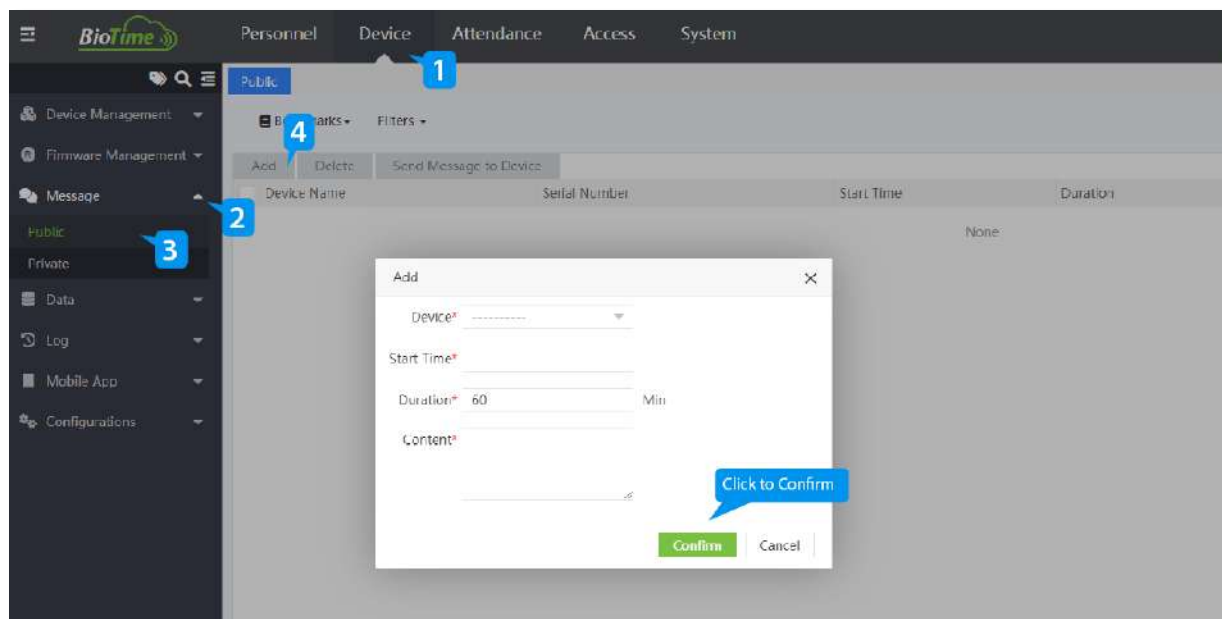 BioTime
Personnel Device Attendance Access System
1
Public
Device Management
Filters
4
Firmware Management
Add Delete Send Message to Device
Message
Device Name Serial Number Start Time Duration
2
Public
None
3
Private
Add
Data
Device* ----------
Log
Start Time*
Mobile App
Duration* 60 Min
Configurations
Content*
Click to Confirm
Confirm Cancel